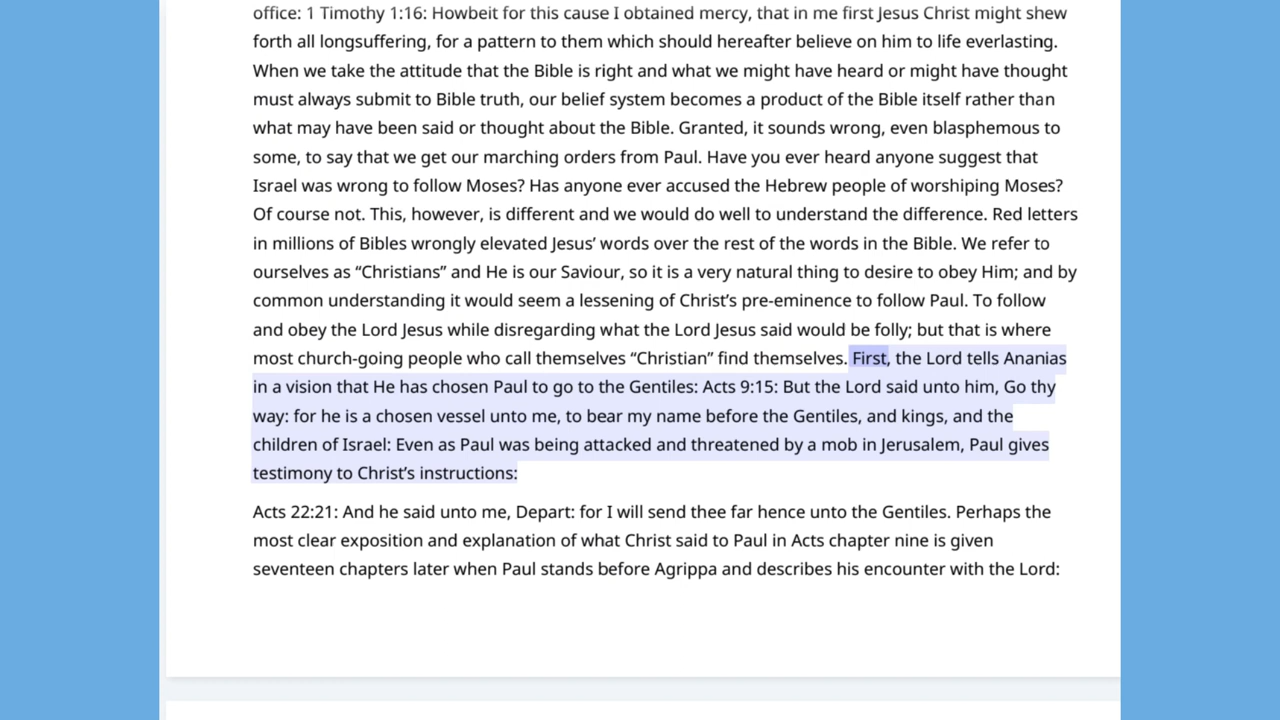 office: 1 Timothy 1:16: Howbeit for this cause I obtained mercy, that in me first Jesus Christ might shew
forth all longsuffering, for a pattern to them which should hereafter believe on him to life everlasting.
When we take the attitude that the Bible is right and what we might have heard or might have thought
must always submit to Bible truth, our belief system becomes a product of the Bible itself rather than
what may have been said or thought about the Bible. Granted, it sounds wrong, even blasphemous to
some, to say that we get our marching orders from Paul. Have you ever heard anyone suggest that
Israel was wrong to follow Moses? Has anyone ever accused the Hebrew people of worshiping Moses?
Of course not. This, however, is different and we would do well to understand the difference. Red letters
in millions of Bibles wrongly elevated Jesus’ words over the rest of the words in the Bible. We refer to
ourselves as “Christians” and He is our Saviour, so it is a very natural thing to desire to obey Him; and by
common understanding it would seem a lessening of Christ’s pre-eminence to follow Paul. To follow
and obey the Lord Jesus while disregarding what the Lord Jesus said would be folly; but that is where
most church-going people who call themselves “Christian” find themselves. First, the Lord tells Ananias
in a vision that He has chosen Paul to go to the Gentiles: Acts 9:15: But the Lord said unto him, Go thy
way: for he is a chosen vessel unto me, to bear my name before the Gentiles, and kings, and the
children of Israel: Even as Paul was being attacked and threatened by a mob in Jerusalem, Paul gives
testimony to Christ’s instructions:
Acts 22:21: And he said unto me, Depart: for I will send thee far hence unto the Gentiles. Perhaps the
most clear exposition and explanation of what Christ said to Paul in Acts chapter nine is given
seventeen chapters later when Paul stands before Agrippa and describes his encounter with the Lord: